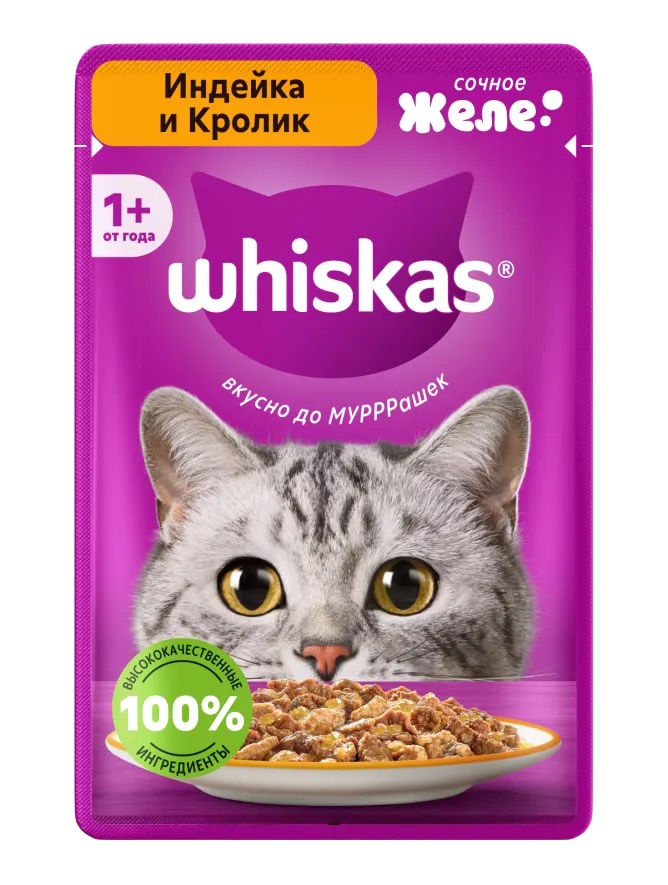 Индейка
и Кролик
сочное
Желе
1+
от года
whiskas®
вкусно до МУРРРашек
ВЫСОКОКАЧЕСТВЕННЫЕ
100%
ИНГРЕДИЕНТЫ